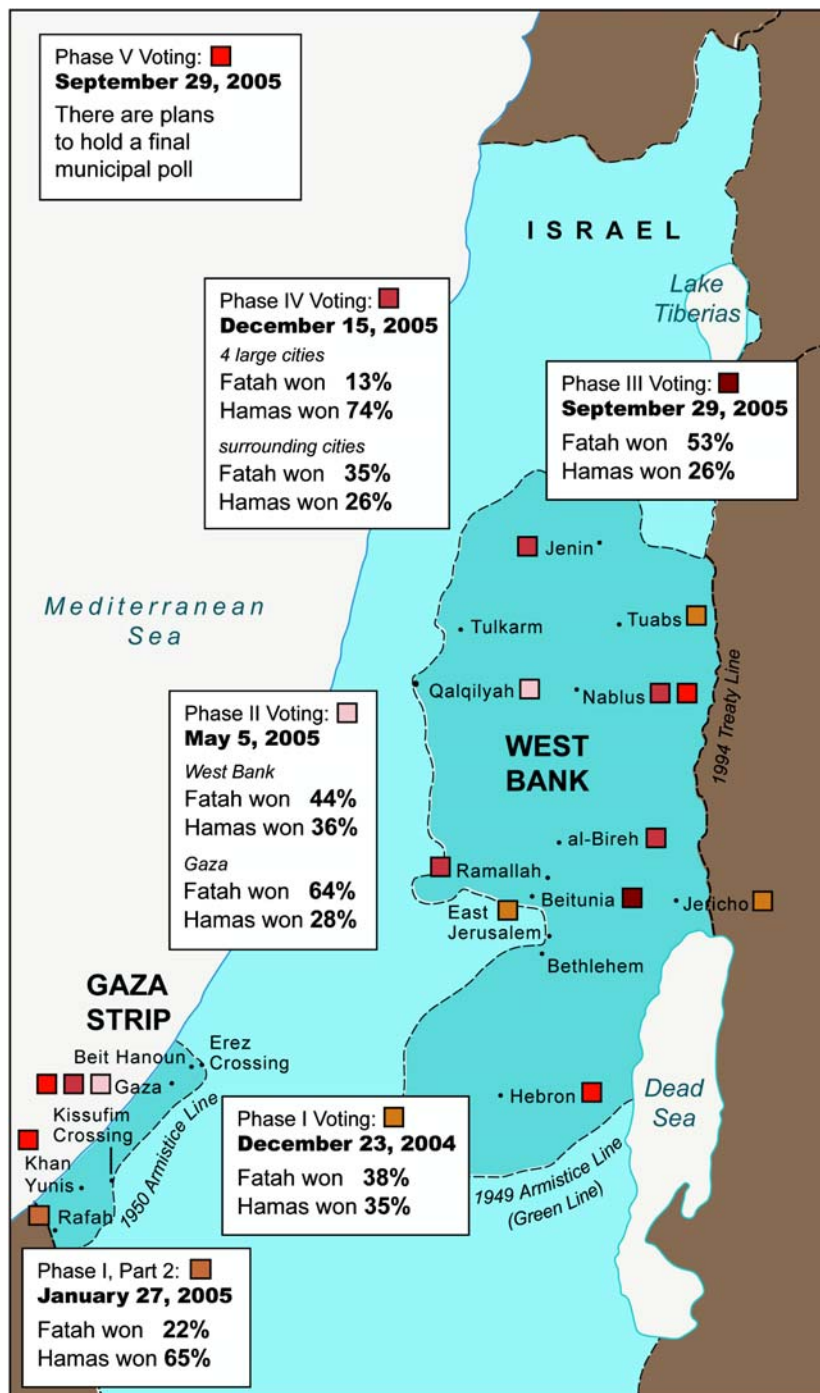 Phase V Voting:
September 29, 2005
There are plans
to hold a final
municipal poll
ISRAEL
Lake
Tiberias
Phase IV Voting:
December 15, 2005
4 large cities
Fatah won 13%
Hamas won 74%
surrounding cities
Fatah won 35%
Hamas won 26%
Phase III Voting:
September 29, 2005
Fatah won 53%
Hamas won 26%
Mediterranean
Sea
Jenin
Tulkarm
Tuabs
Qalqilyah
Nablus
1994 Treaty Line
WEST
BANK
Phase II Voting:
May 5, 2005
West Bank
Fatah won 44%
Hamas won 36%
Gaza
Fatah won 64%
Hamas won 28%
al-Bireh
Ramallah
Beitunia
Jericho
East
Jerusalem
Bethlehem
GAZA
STRIP
Beit Hanoun
Erez
Crossing
Gaza
Kissufim
Crossing
Khan
Yunis
Rafah
1950 Armistice Line
Hebron
Dead
Sea
1949 Armistice Line
(Green Line)
Phase I Voting:
December 23, 2004
Fatah won 38%
Hamas won 35%
Phase I, Part 2:
January 27, 2005
Fatah won 22%
Hamas won 65%